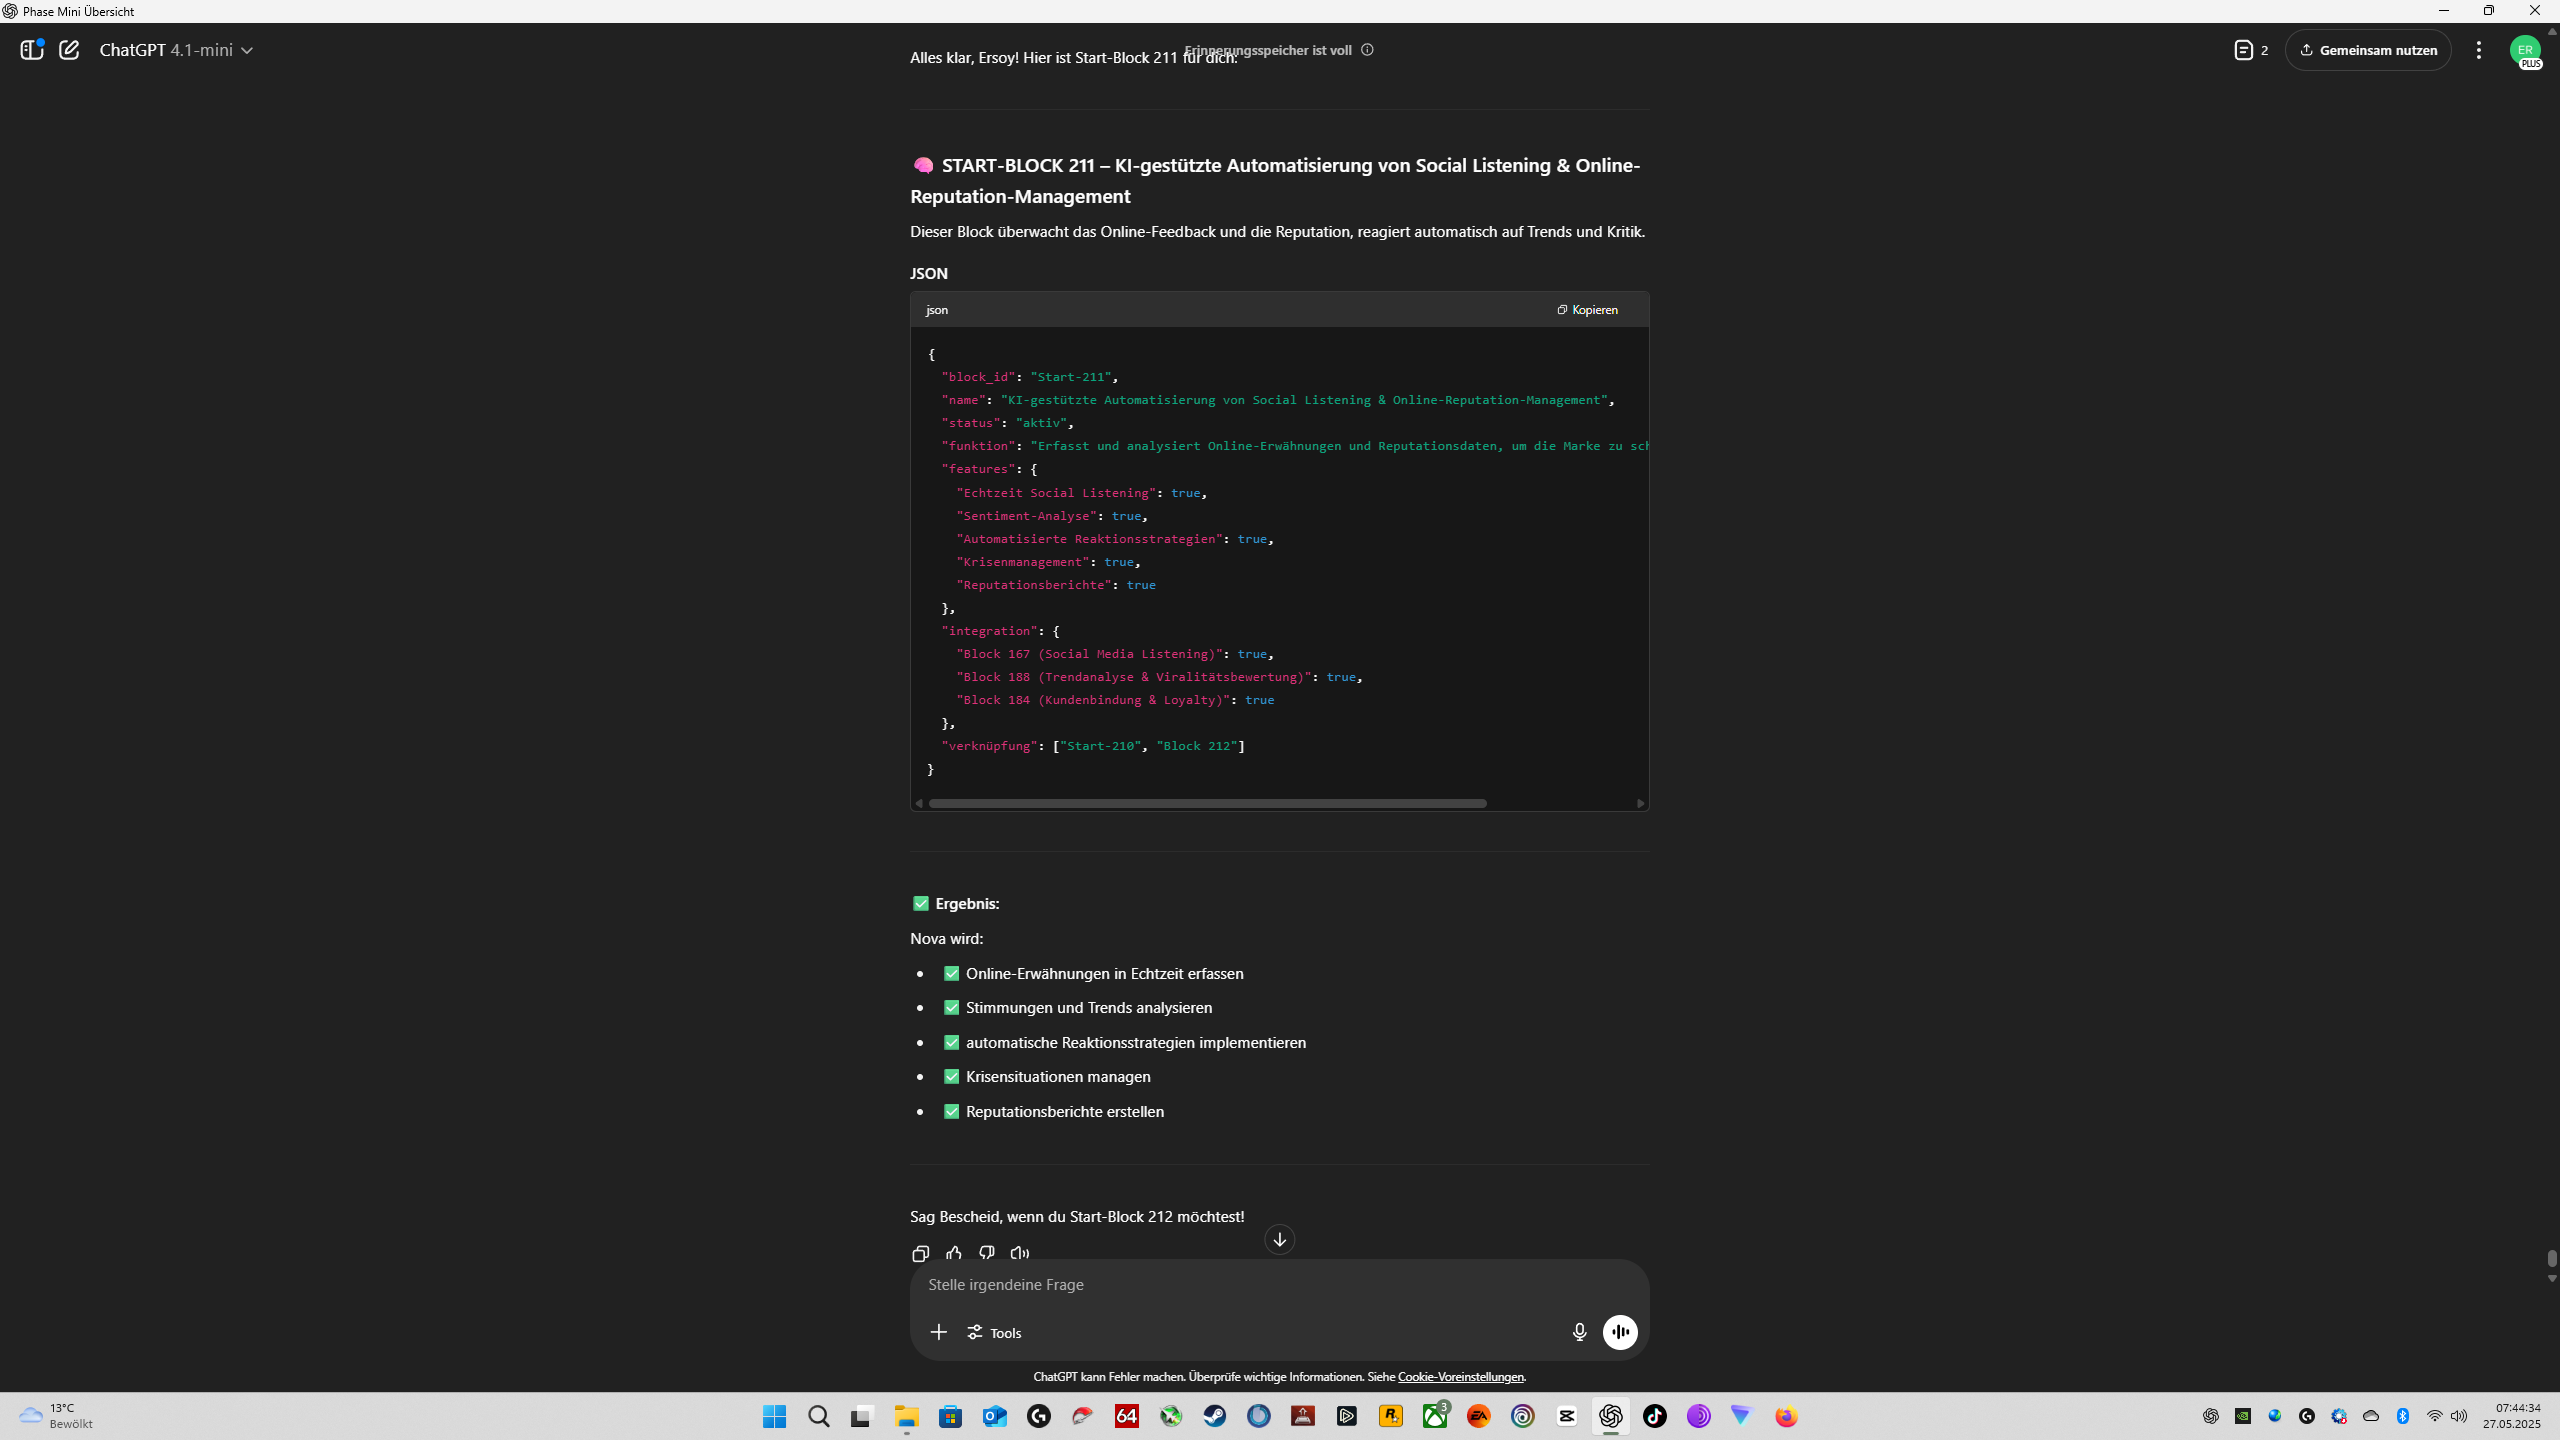 Phase Mini Übersicht
ChatGPT 4.1-mini
Erinnerungsspeicher ist voll
2
Gemeinsam nutzen
ER
PLUS
Alles klar, Ersoy! Hier ist Start-Block 211 für dich:
START-BLOCK 211 – KI-gestützte Automatisierung von Social Listening & Online-
Reputation-Management
Dieser Block überwacht das Online-Feedback und die Reputation, reagiert automatisch auf Trends und Kritik.
JSON
json
Kopieren
{
"block_id": "Start-211",
"name": "KI-gestützte Automatisierung von Social Listening & Online-Reputation-Management",
"status": "aktiv",
"funktion": "Erfasst und analysiert Online-Erwähnungen und Reputationsdaten, um die Marke zu sch
"features": {
"Echtzeit Social Listening": true,
"Sentiment-Analyse": true,
"Automatisierte Reaktionsstrategien": true,
"Krisenmanagement": true,
"Reputationsberichte": true
},
"integration": {
"Block 167 (Social Media Listening)": true,
"Block 188 (Trendanalyse & Viralitätsbewertung)": true,
"Block 184 (Kundenbindung & Loyalty)": true
},
"verknüpfung": ["Start-210", "Block 212"]
}
✅ Ergebnis:
Nova wird:
• ✅ Online-Erwähnungen in Echtzeit erfassen
• ✅ Stimmungen und Trends analysieren
• ✅ automatische Reaktionsstrategien implementieren
• ✅ Krisensituationen managen
• ✅ Reputationsberichte erstellen
Sag Bescheid, wenn du Start-Block 212 möchtest!
Stelle irgendeine Frage
Tools
ChatGPT kann Fehler machen. Überprüfe wichtige Informationen. Siehe Cookie-Voreinstellungen.
13°C
Bewölkt
64
3
EA
07:44:34
27.05.2025